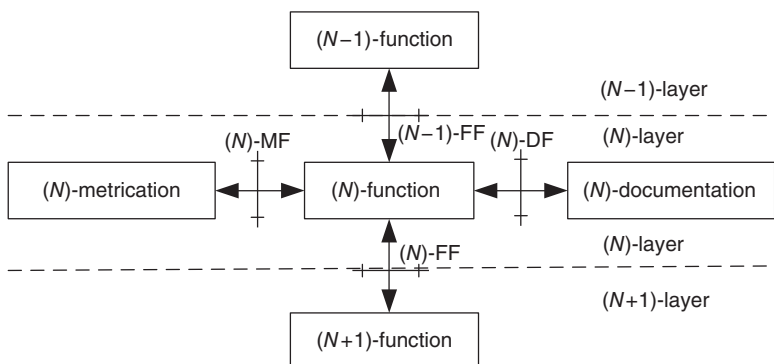 (N−1)-function
(N−1)-layer
(N−1)-FF
(N)-layer
(N)-MF
(N)-DF
(N)-metrication
(N)-function
(N)-documentation
(N)-FF
(N)-layer
(N+1)-layer
(N+1)-function